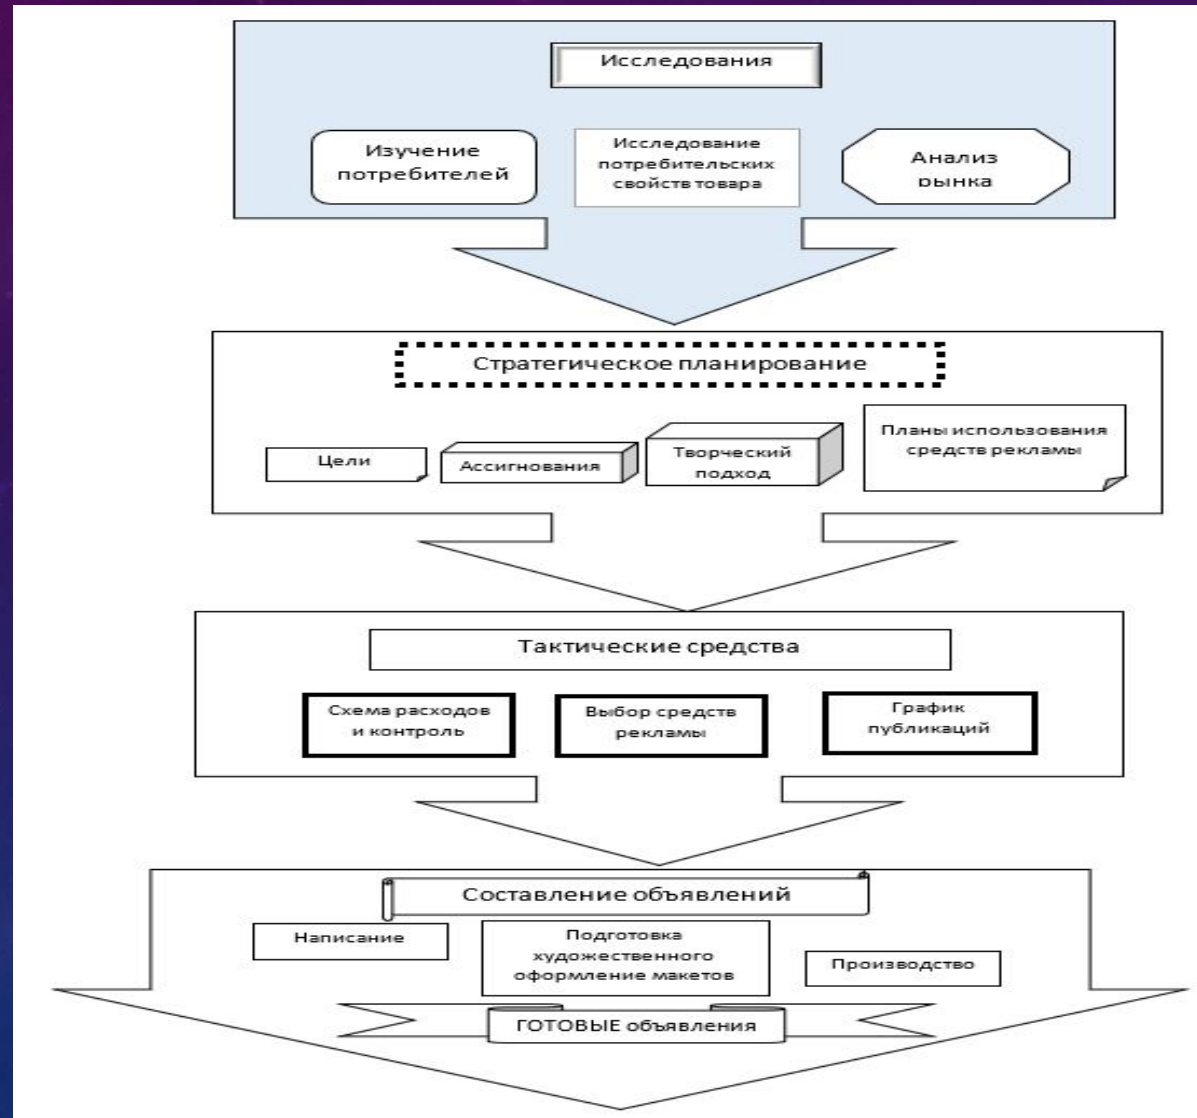 Исследования
Изучение
потребителей
Исследование
потребительских
свойств товара
Анализ
рынка
Стратегическое планирование
Цели
Ассигнования
Творческий
подход
Планы использования
средств рекламы
Тактические средства
Схема расходов
и контроль
Выбор средств
рекламы
График
публикаций
Составление объявлений
Написание
Подготовка
художественного
оформление макетов
Производство
ГОТОВЫЕ объявления